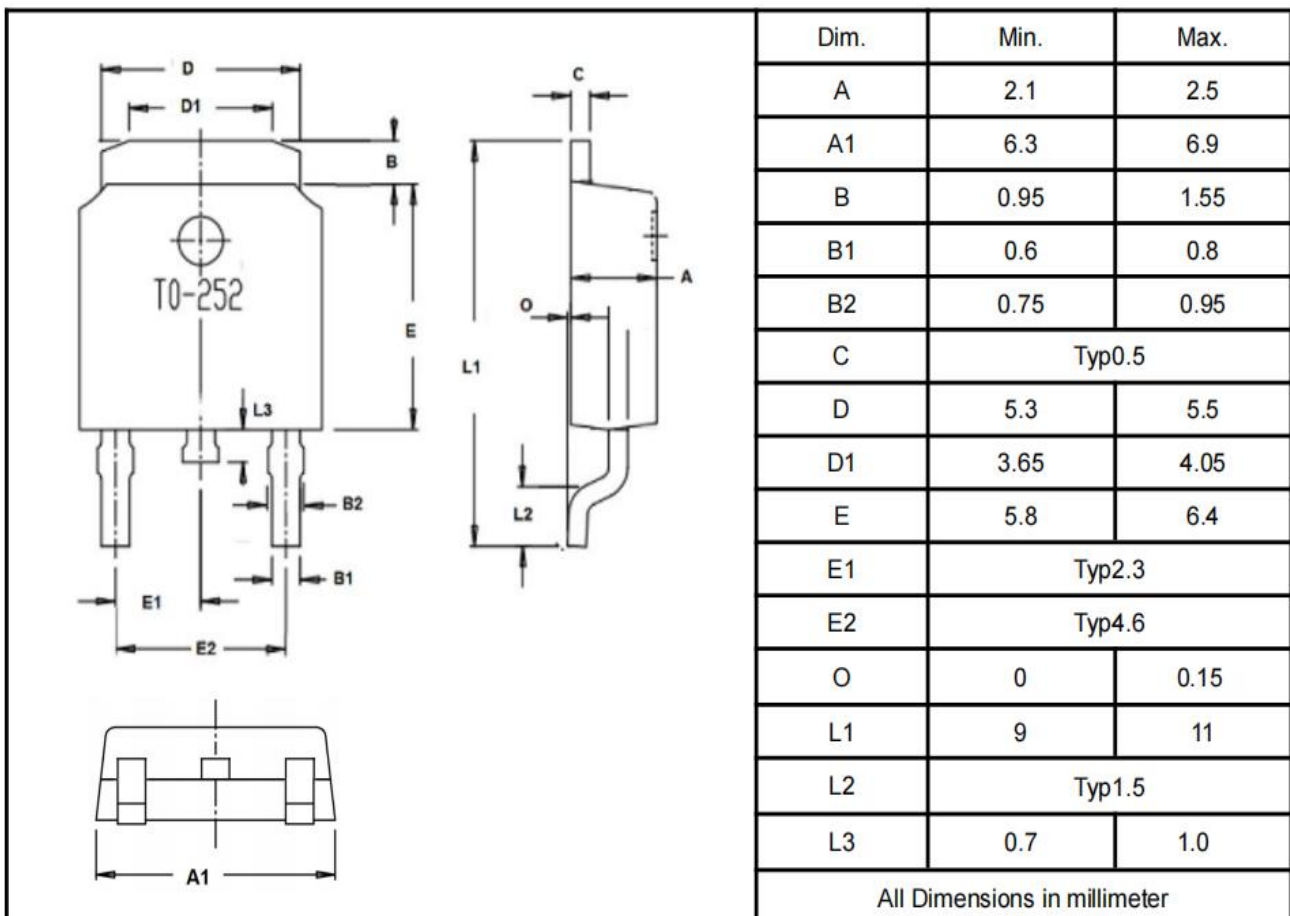 D
D1
B
TO-252
E
L3
B2
B1
E1
E2
A1
C
A
O
L1
L2
Dim. Min. Max.
A 2.1 2.5
A1 6.3 6.9
B 0.95 1.55
B1 0.6 0.8
B2 0.75 0.95
C Typ0.5
D 5.3 5.5
D1 3.65 4.05
E 5.8 6.4
E1 Typ2.3
E2 Typ4.6
O 0 0.15
L1 9 11
L2 Typ1.5
L3 0.7 1.0
All Dimensions in millimeter